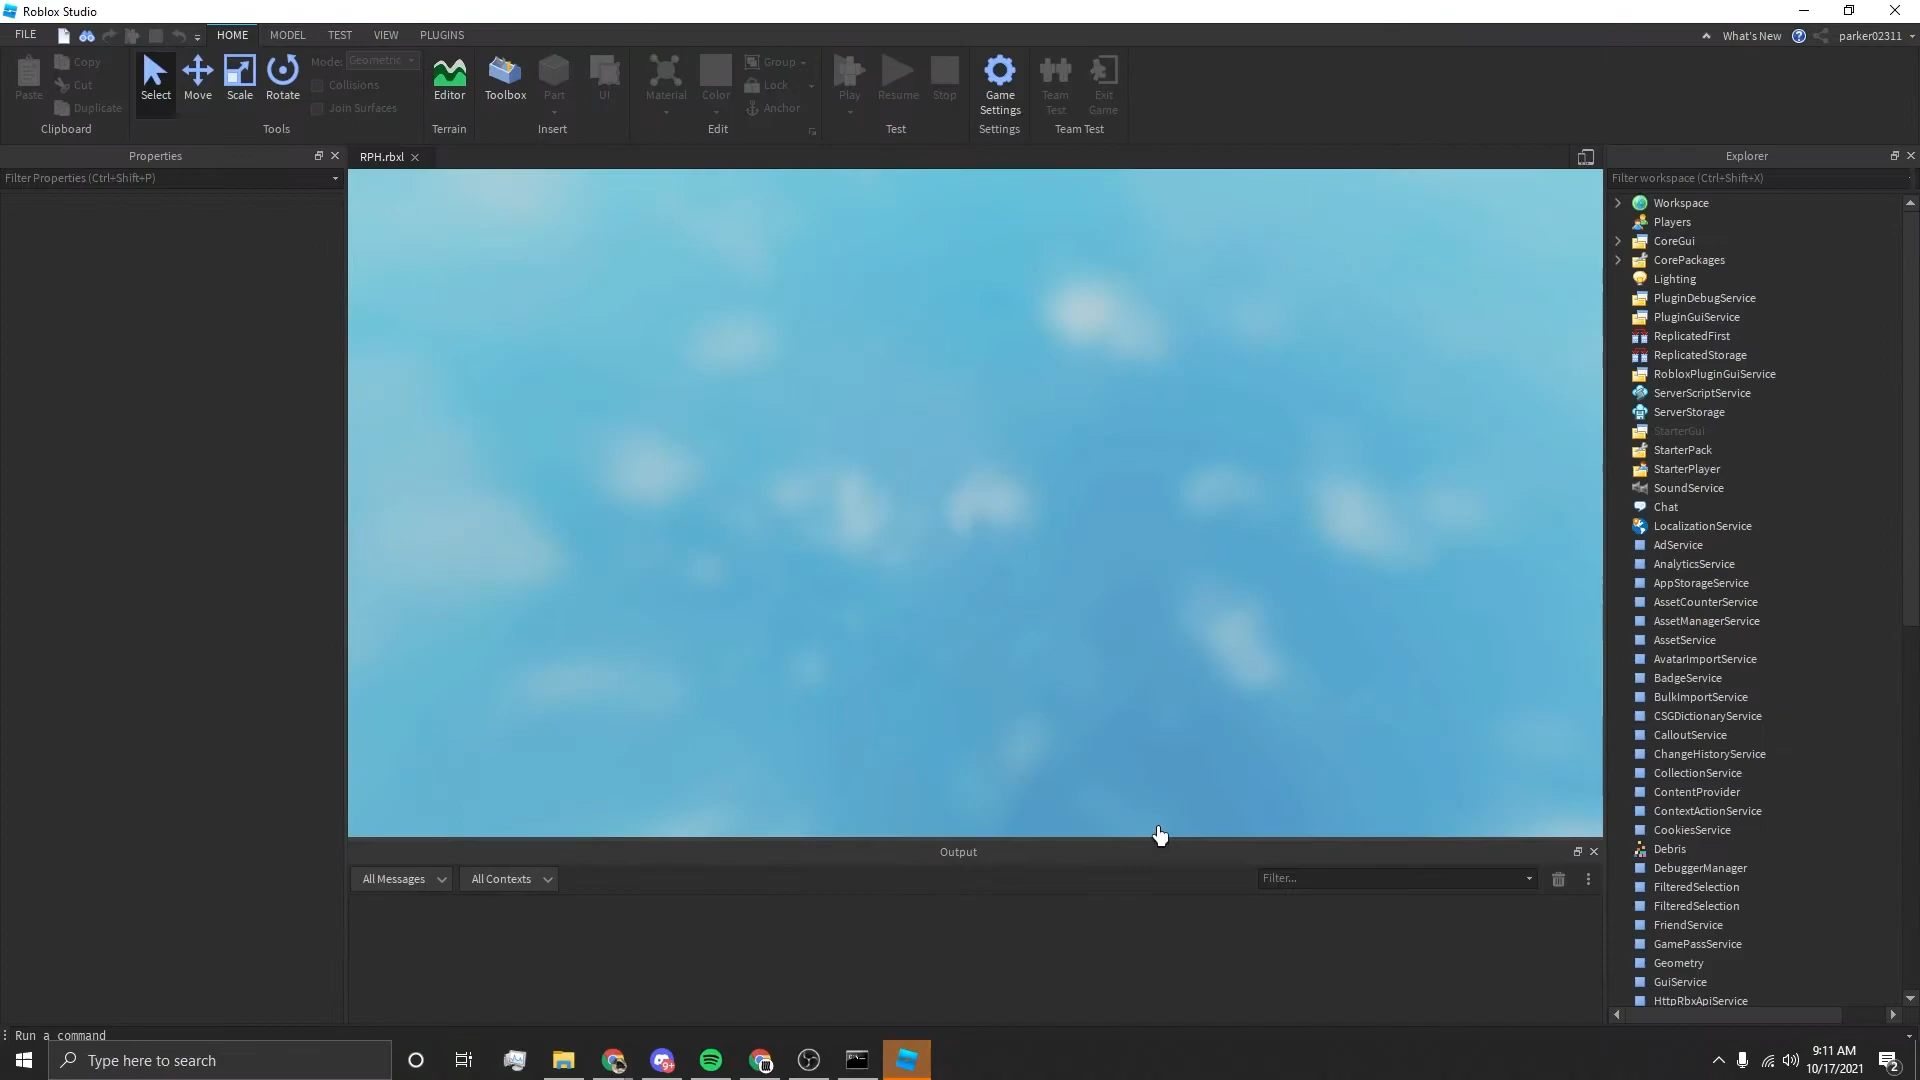 Roblox Studio
FILE
HOME
MODEL
TEST
VIEW
PLUGINS
What's New
parker02311
Paste
Copy
Cut
Duplicate
Clipboard
Select
Move
Scale
Rotate
Mode: Geometric
Collisions
Join Surfaces
Tools
Editor
Terrain
Toolbox
Part
UI
Insert
Material
Color
Group
Lock
Anchor
Edit
Play
Resume
Stop
Test
Game
Settings
Settings
Team
Test
Exit
Game
Team Test
Properties
Filter Properties (Ctrl+Shift+P)
RPH.rbxl
Explorer
Filter workspace (Ctrl+Shift+X)
Workspace
Players
CoreGui
CorePackages
Lighting
PluginDebugService
PluginGuiService
ReplicatedFirst
ReplicatedStorage
RobloxPluginGuiService
ServerScriptService
ServerStorage
StarterGui
StarterPack
StarterPlayer
SoundService
Chat
LocalizationService
AdService
AnalyticsService
AppStorageService
AssetCounterService
AssetManagerService
AssetService
AvatarImportService
BadgeService
BulkImportService
CSGDictionaryService
CalloutService
ChangeHistoryService
CollectionService
ContentProvider
ContextActionService
CookiesService
Debris
DebuggerManager
FilteredSelection
FilteredSelection
FriendService
GamePassService
Geometry
GuiService
HttpRbxApiService
Output
All Messages
All Contexts
Filter...
Run a command
Type here to search
9+
9:11 AM
10/17/2021
2